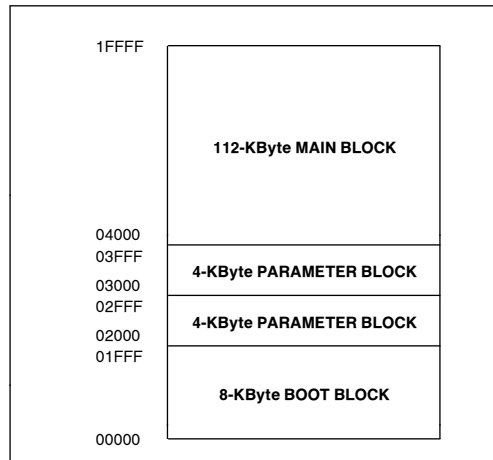 1FFFF
112-KByte MAIN BLOCK
04000
03FFF
4-KByte PARAMETER BLOCK
03000
02FFF
4-KByte PARAMETER BLOCK
02000
01FFF
8-KByte BOOT BLOCK
00000